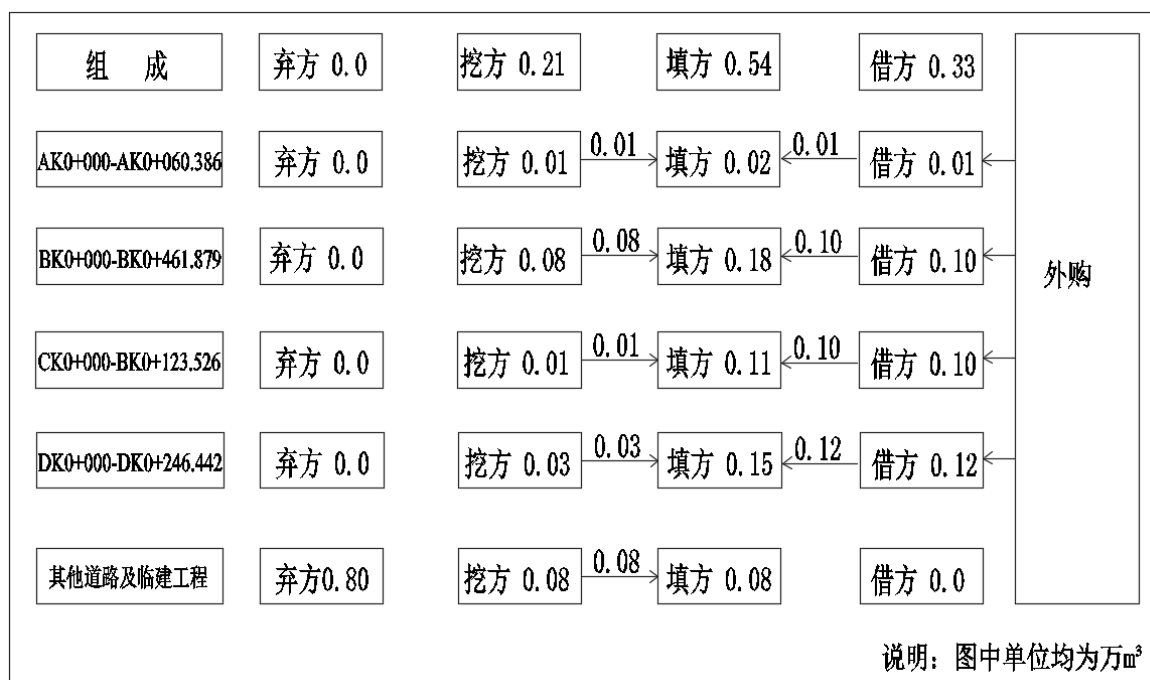 组 成 弃方 0.0 挖方 0.21 填方 0.54 借方 0.33
AK0+000-AK0+060.386 弃方 0.0 挖方 0.01 0.01 填方 0.02 0.01 借方 0.01
BK0+000-BK0+461.879 弃方 0.0 挖方 0.08 0.08 填方 0.18 0.10 借方 0.10
外购
CK0+000-BK0+123.526 弃方 0.0 挖方 0.01 0.01 填方 0.11 0.10 借方 0.10
DK0+000-DK0+246.442 弃方 0.0 挖方 0.03 0.03 填方 0.15 0.12 借方 0.12
其他道路及临建工程 弃方0.80 挖方 0.08 0.08 填方 0.08 借方 0.0
说明：图中单位均为万m³